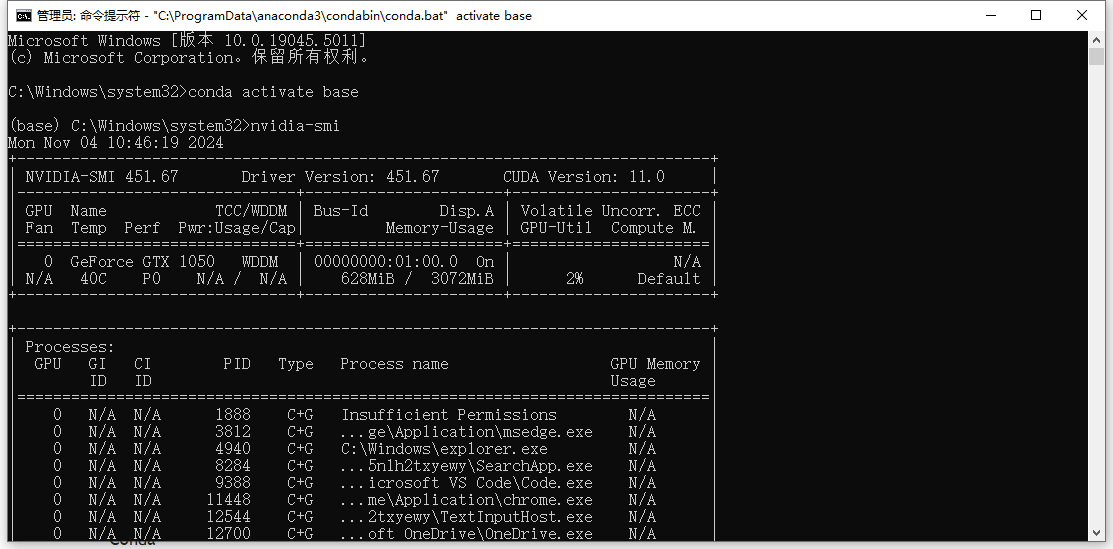 管理员: 命令提示符 - "C:\ProgramData\anaconda3\condabin\conda.bat" activate base
Microsoft Windows [版本 10.0.19045.5011]
(c) Microsoft Corporation。保留所有权利。
C:\Windows\system32>conda activate base
(base) C:\Windows\system32>nvidia-smi
Mon Nov 04 10:46:19 2024
+-----------------------------------------------------------------------------+
| NVIDIA-SMI 451.67       Driver Version: 451.67       CUDA Version: 11.0     |
|-------------------------------+----------------------+----------------------+
| GPU  Name            TCC/WDDM | Bus-Id        Disp.A | Volatile Uncorr. ECC |
| Fan  Temp  Perf  Pwr:Usage/Cap|         Memory-Usage | GPU-Util  Compute M. |
|===============================+======================+======================|
|   0  GeForce GTX 1050   WDDM  | 00000000:01:00.0  On |                  N/A |
| N/A   40C    P0    N/A /  N/A |    628MiB /  3072MiB |      2%      Default |
+-------------------------------+----------------------+----------------------+
+-----------------------------------------------------------------------------+
| Processes:                                                                  |
|  GPU   GI   CI        PID   Type   Process name                  GPU Memory |
|        ID   ID                                                   Usage      |
|=============================================================================|
|    0   N/A  N/A      1888    C+G   Insufficient Permissions        N/A      |
|    0   N/A  N/A      3812    C+G   ...ge\Application\msedge.exe    N/A      |
|    0   N/A  N/A      4940    C+G   C:\Windows\explorer.exe         N/A      |
|    0   N/A  N/A      8284    C+G   ...5n1h2txyewy\SearchApp.exe    N/A      |
|    0   N/A  N/A      9388    C+G   ...icrosoft VS Code\Code.exe    N/A      |
|    0   N/A  N/A     11448    C+G   ...me\Application\chrome.exe    N/A      |
|    0   N/A  N/A     12544    C+G   ...2txyewy\TextInputHost.exe    N/A      |
|    0   N/A  N/A     12700    C+G   ...oft OneDrive\OneDrive.exe    N/A      |
Conda